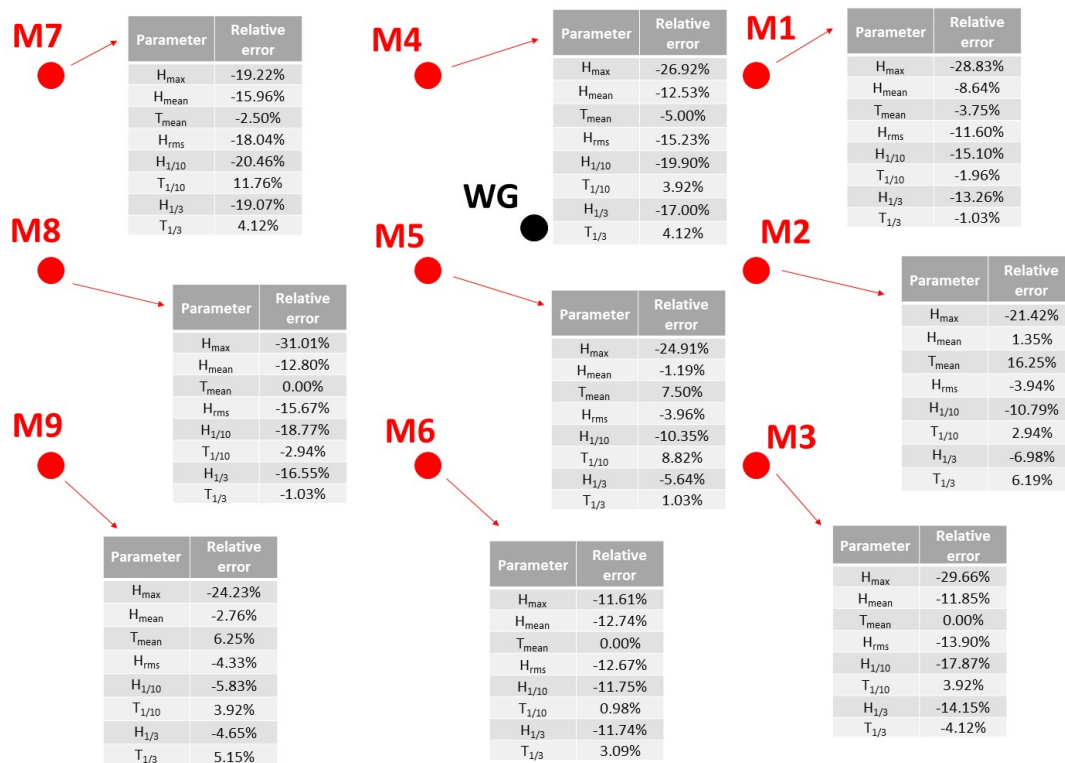 M7
Parameter Relative error
Hmax -19.22%
Hmean -15.96%
Tmean -2.50%
Hrms -18.04%
H1/10 -20.46%
T1/10 11.76%
H1/3 -19.07%
T1/3 4.12%
M4
Parameter Relative error
Hmax -26.92%
Hmean -12.53%
Tmean -5.00%
Hrms -15.23%
H1/10 -19.90%
T1/10 3.92%
H1/3 -17.00%
T1/3 4.12%
M1
Parameter Relative error
Hmax -28.83%
Hmean -8.64%
Tmean -3.75%
Hrms -11.60%
H1/10 -15.10%
T1/10 -1.96%
H1/3 -13.26%
T1/3 -1.03%
WG
M8
Parameter Relative error
Hmax -31.01%
Hmean -12.80%
Tmean 0.00%
Hrms -15.67%
H1/10 -18.77%
T1/10 -2.94%
H1/3 -16.55%
T1/3 -1.03%
M5
Parameter Relative error
Hmax -24.91%
Hmean -1.19%
Tmean 7.50%
Hrms -3.96%
H1/10 -10.35%
T1/10 8.82%
H1/3 -5.64%
T1/3 1.03%
M2
Parameter Relative error
Hmax -21.42%
Hmean 1.35%
Tmean 16.25%
Hrms -3.94%
H1/10 -10.79%
T1/10 2.94%
H1/3 -6.98%
T1/3 6.19%
M9
Parameter Relative error
Hmax -24.23%
Hmean -2.76%
Tmean 6.25%
Hrms -4.33%
H1/10 -5.83%
T1/10 3.92%
H1/3 -4.65%
T1/3 5.15%
M6
Parameter Relative error
Hmax -11.61%
Hmean -12.74%
Tmean 0.00%
Hrms -12.67%
H1/10 -11.75%
T1/10 0.98%
H1/3 -11.74%
T1/3 3.09%
M3
Parameter Relative error
Hmax -29.66%
Hmean -11.85%
Tmean 0.00%
Hrms -13.90%
H1/10 -17.87%
T1/10 3.92%
H1/3 -14.15%
T1/3 -4.12%